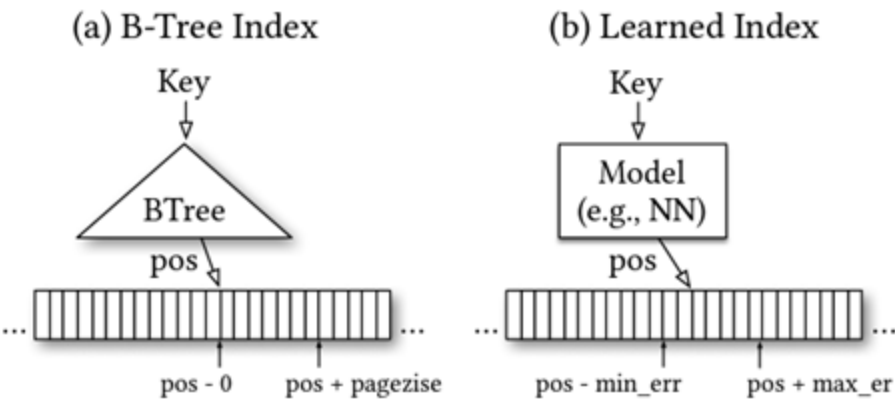 (a) B-Tree Index
Key
BTree
pos
...
...
pos - 0
pos + pagezise
(b) Learned Index
Key
Model
(e.g., NN)
pos
...
...
pos - min_err
pos + max_er